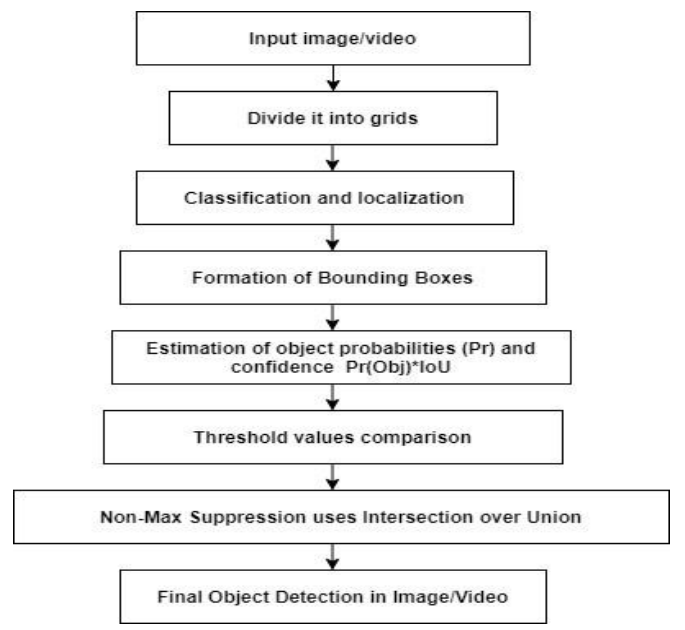 Input image/video
Divide it into grids
Classification and localization
Formation of Bounding Boxes
Estimation of object probabilities (Pr) and
confidence Pr(Obj)*IoU
Threshold values comparison
Non-Max Suppression uses Intersection over Union
Final Object Detection in Image/Video